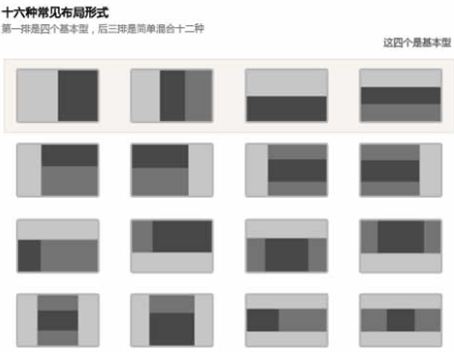 十六种常见布局形式
第一排是四个基本型，后三排是简单混合十二种
这四个是基本型